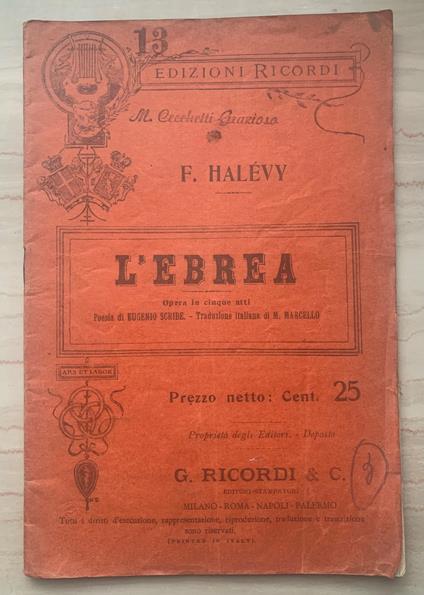 13
EDIZIONI RICORDI
M. Cecchetti Grazioso
F. HALÉVY
L'EBREA
Opera in cinque atti
Poesia di EUGENIO SCRIBE. - Traduzione italiana di M. MARCELLO
ARS ET LABOR
Prezzo netto: Cent. 25
Proprietà degli Editori. - Deposto
G. RICORDI & C.
EDITORI-STAMPATORI
MILANO - ROMA - NAPOLI - PALERMO
Tutti i diritti d'esecuzione, rappresentazione, riproduzione, traduzione e trascrizione
sono riservati.
(PRINTED IN ITALY).